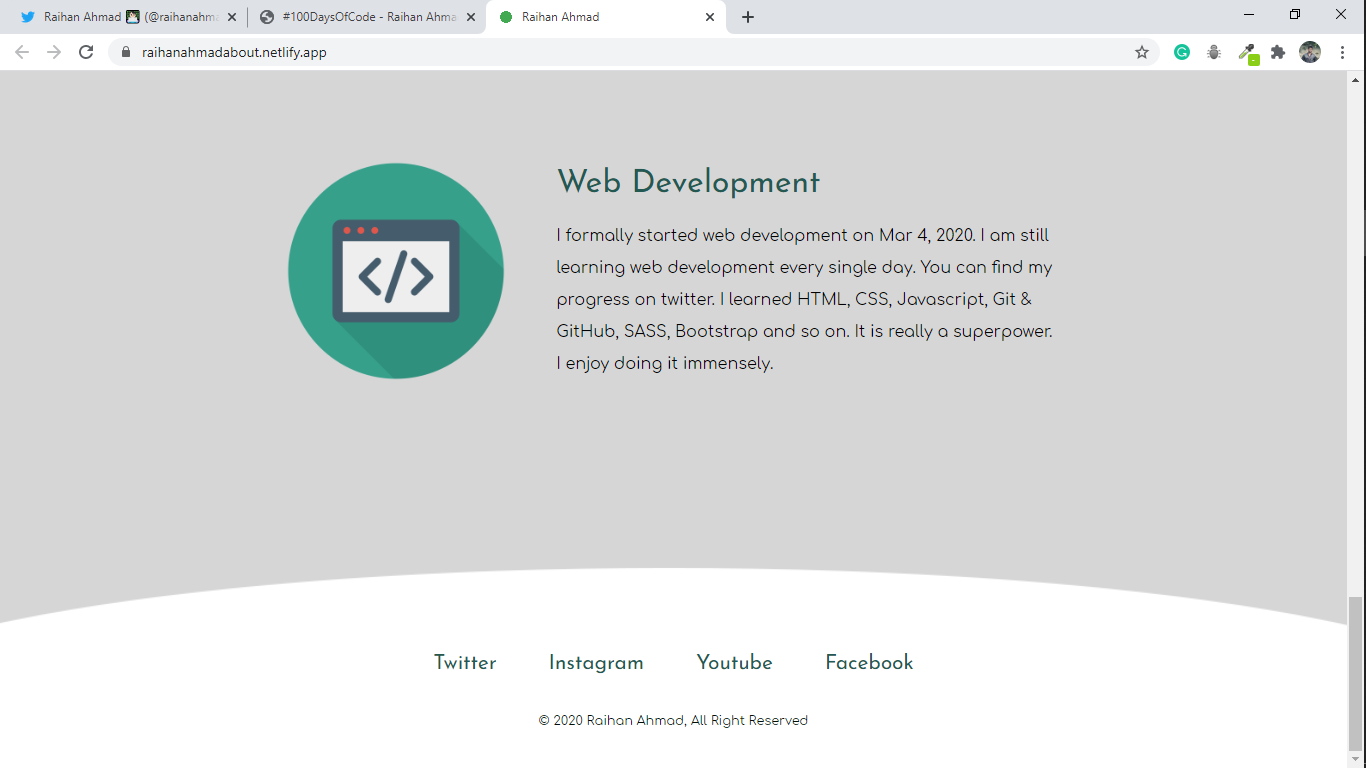 Raihan Ahmad (@raihanahma
#100DaysOfCode - Raihan Ahma
Raihan Ahmad
raihanahmadabout.netlify.app
</>
Web Development
I formally started web development on Mar 4, 2020. I am still
learning web development every single day. You can find my
progress on twitter. I learned HTML, CSS, Javascript, Git &
GitHub, SASS, Bootstrap and so on. It is really a superpower.
I enjoy doing it immensely.
Twitter Instagram Youtube Facebook
© 2020 Raihan Ahmad, All Right Reserved